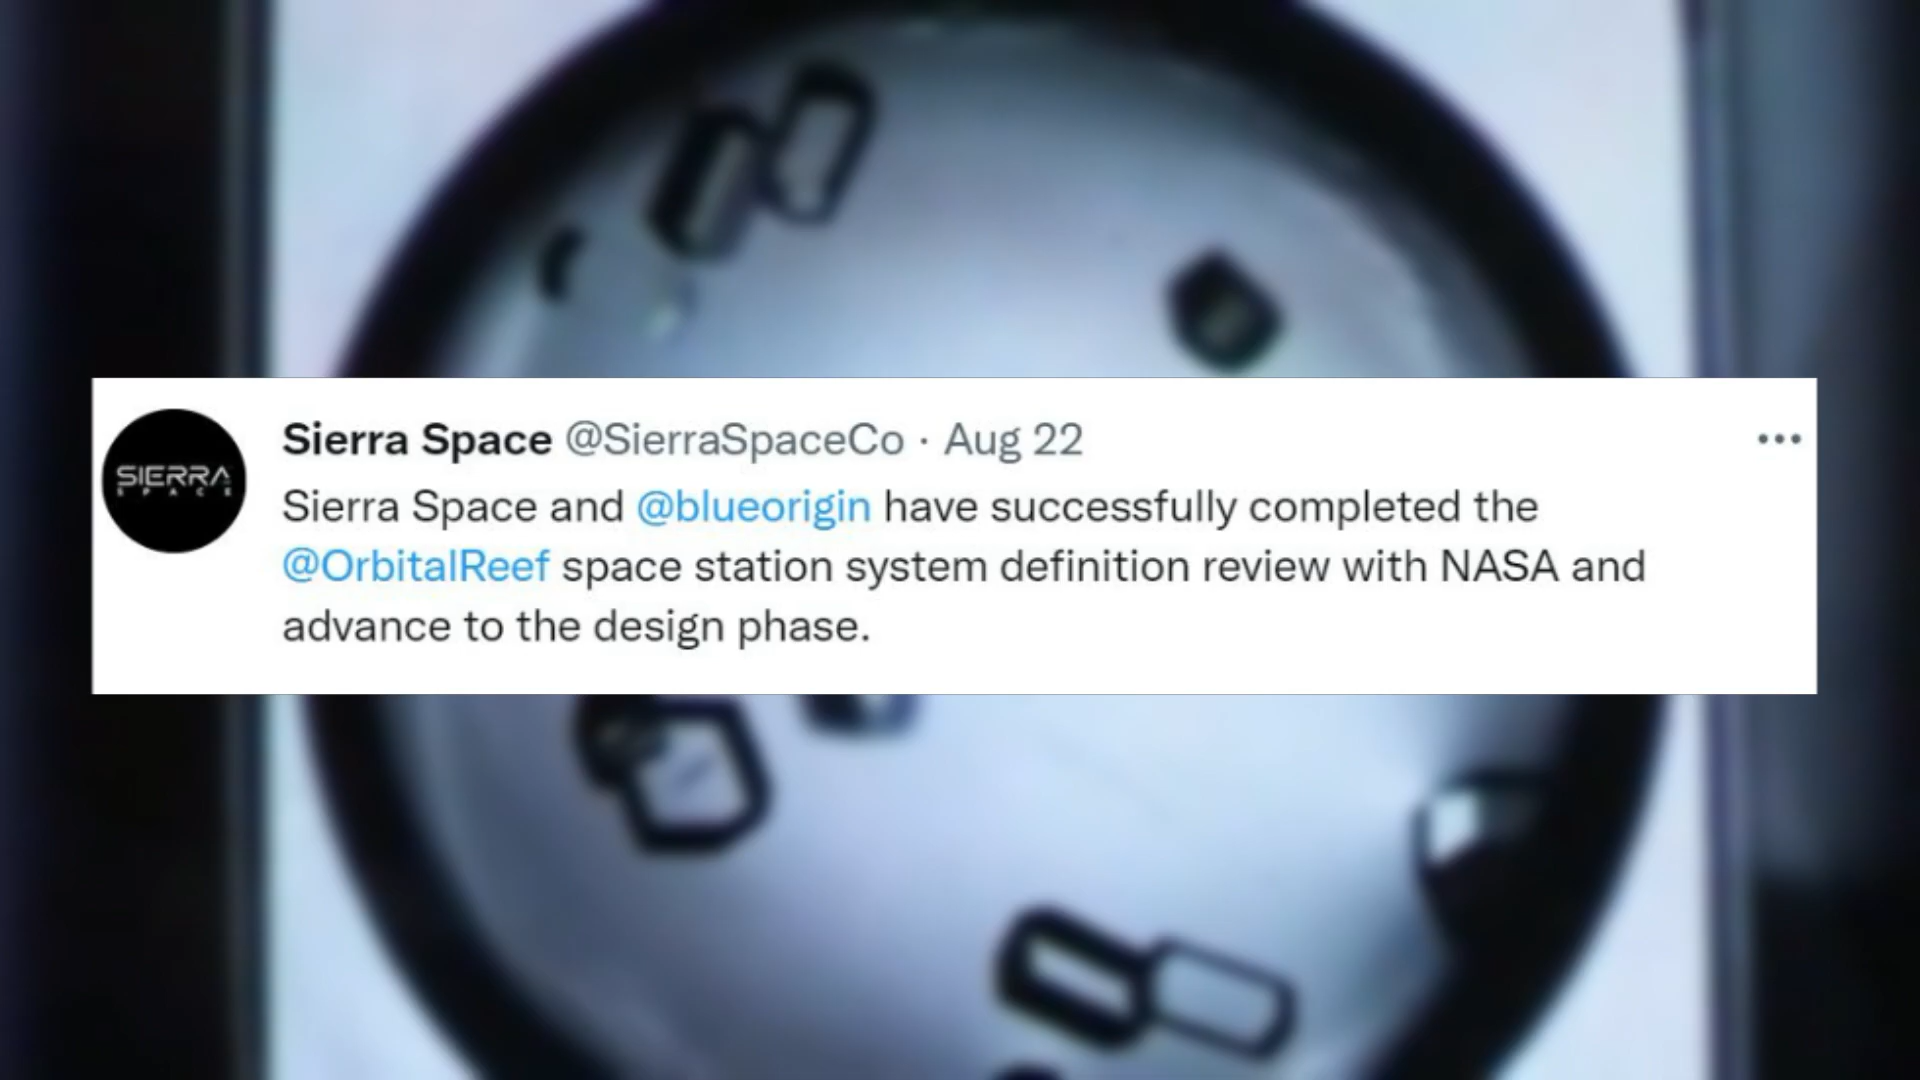 Sierra Space @SierraSpaceCo · Aug 22
SIERRA
SPACE
Sierra Space and @blueorigin have successfully completed the
@OrbitalReef space station system definition review with NASA and
advance to the design phase.